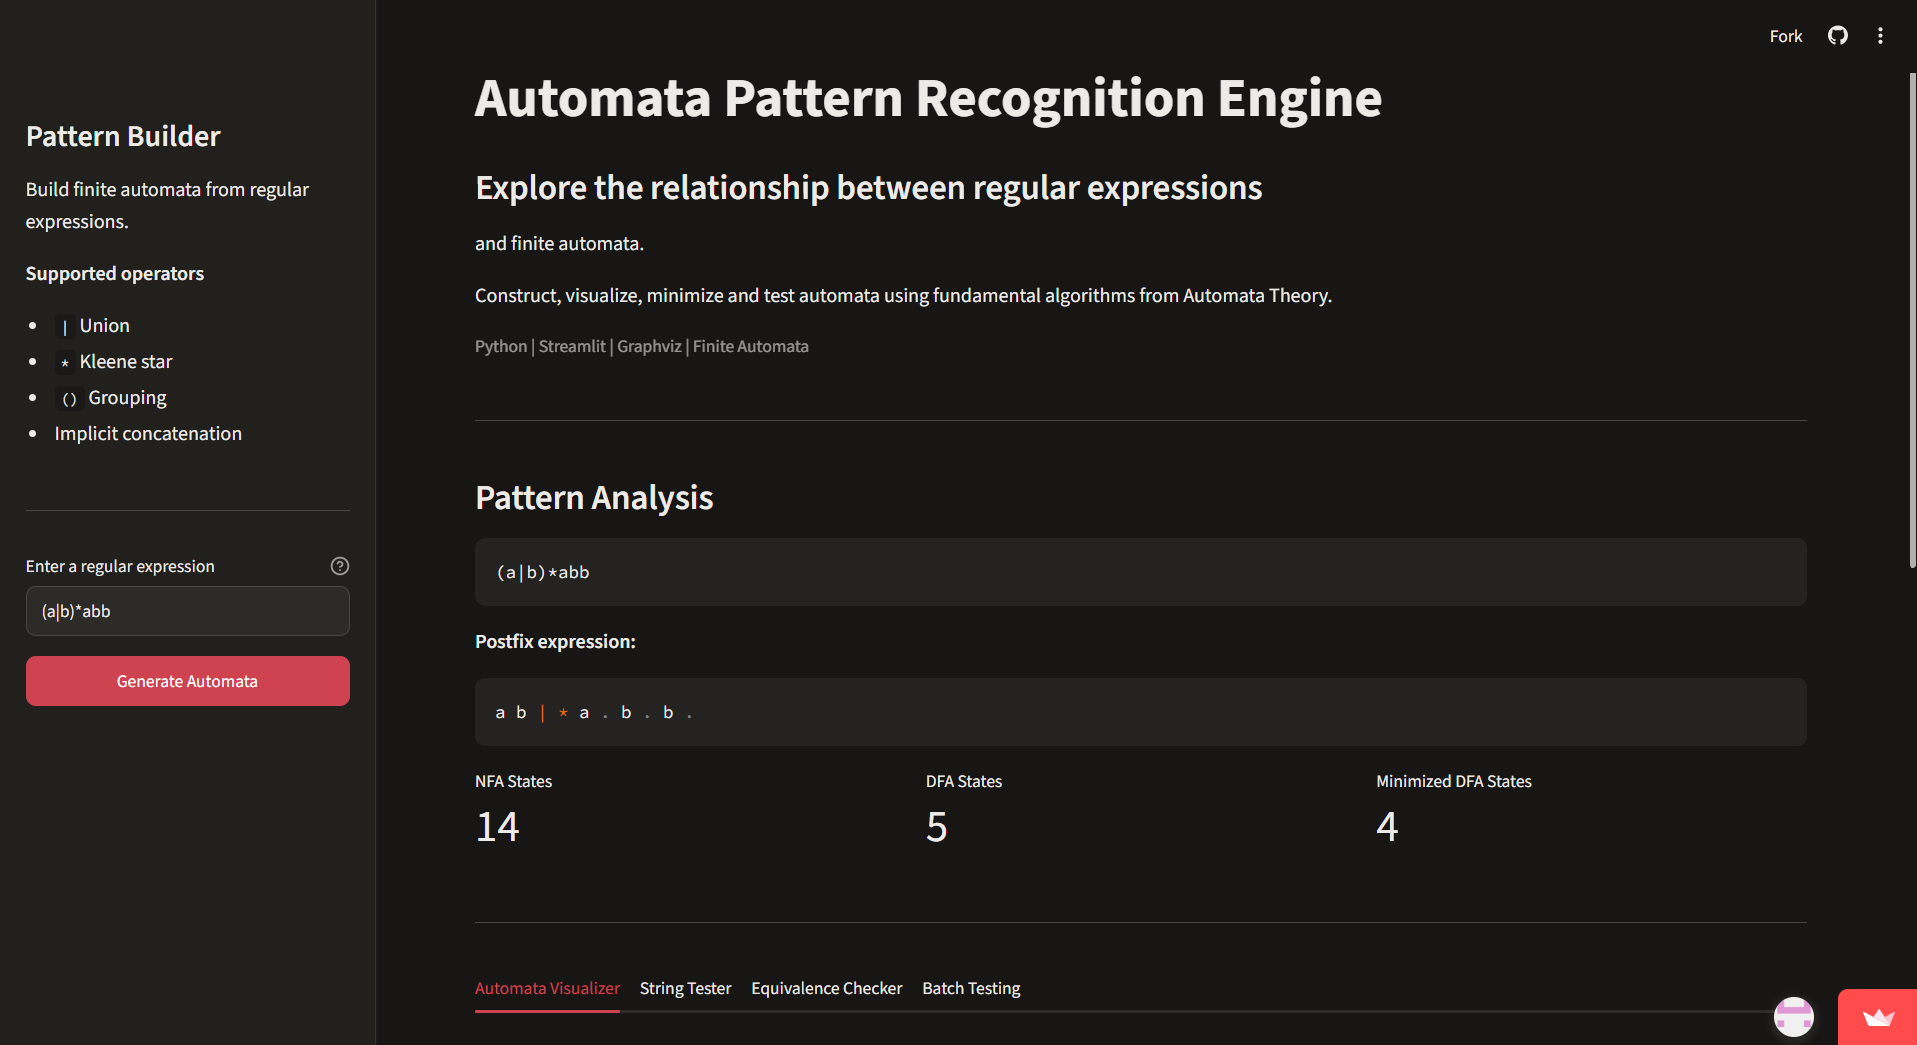 Fork
Pattern Builder
Build finite automata from regular
expressions.
Supported operators
| Union
* Kleene star
() Grouping
Implicit concatenation
Enter a regular expression
(a|b)*abb
Generate Automata
Automata Pattern Recognition Engine
Explore the relationship between regular expressions
and finite automata.
Construct, visualize, minimize and test automata using fundamental algorithms from Automata Theory.
Python | Streamlit | Graphviz | Finite Automata
Pattern Analysis
(a|b)*abb
Postfix expression:
a b | * a . b . b .
NFA States DFA States Minimized DFA States
14 5 4
Automata Visualizer String Tester Equivalence Checker Batch Testing